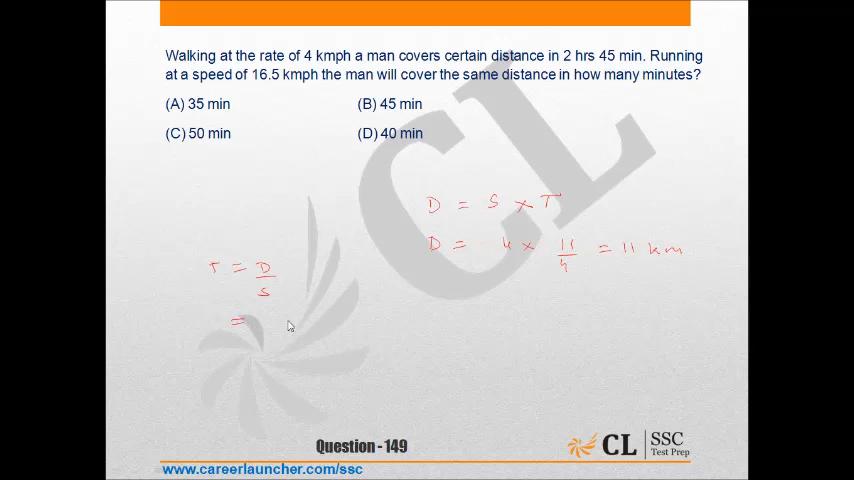 Walking at the rate of 4 kmph a man covers certain distance in 2 hrs 45 min. Running
at a speed of 16.5 kmph the man will cover the same distance in how many minutes?
(A) 35 min (B) 45 min
(C) 50 min (D) 40 min
CL
D = S × T
D = 4 × 11/4 = 11 km
T = D/S
=
Question - 149
CL SSC
Test Prep
www.careerlauncher.com/ssc